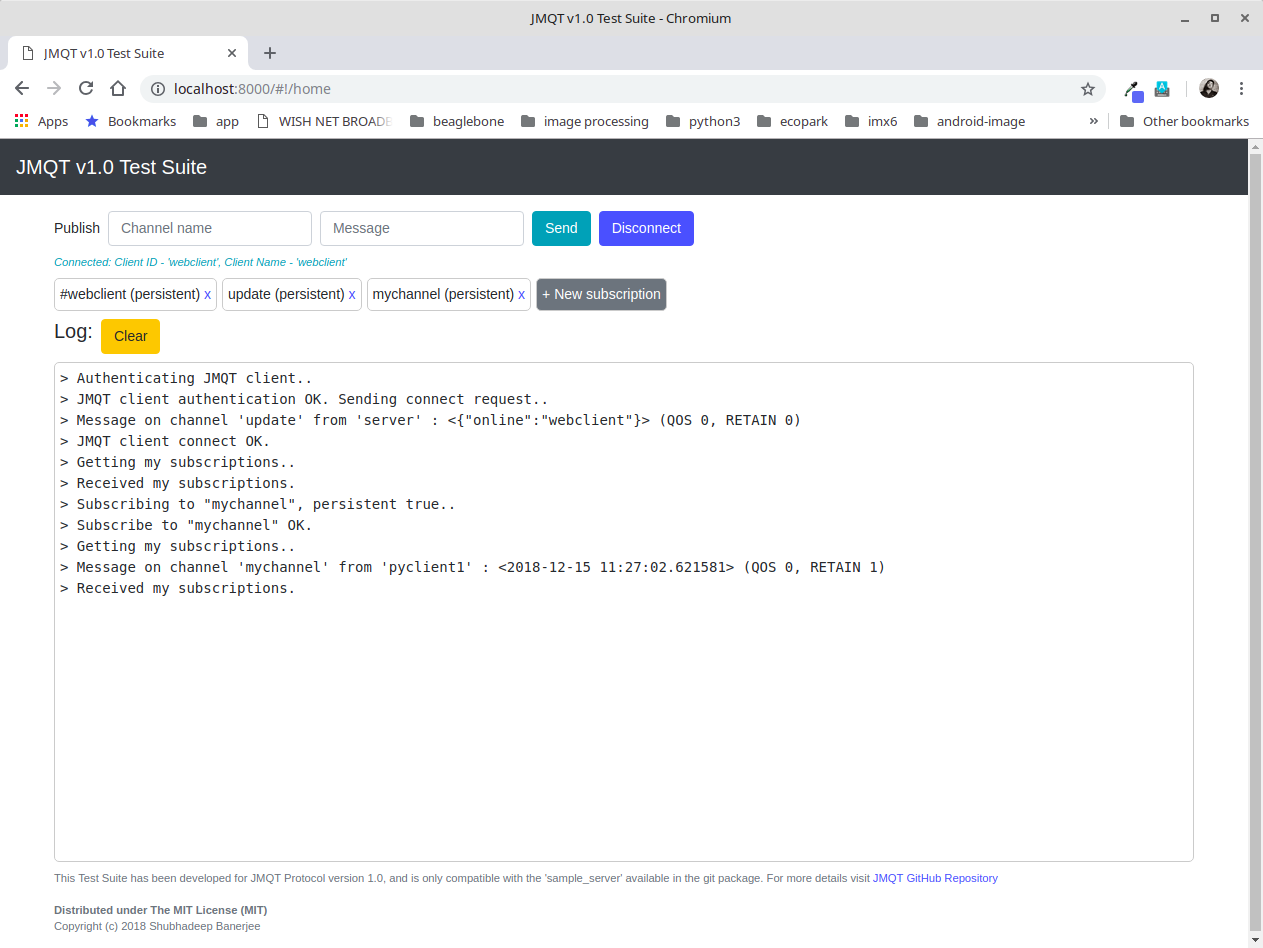 JMQT v1.0 Test Suite - Chromium
JMQT v1.0 Test Suite
localhost:8000/#!/home
Apps Bookmarks app WISH NET BROADE beaglebone image processing python3 ecopark imx6 android-image » Other bookmarks
JMQT v1.0 Test Suite
Publish Channel name Message Send Disconnect
Connected: Client ID - 'webclient', Client Name - 'webclient'
#webclient (persistent) x update (persistent) x mychannel (persistent) x + New subscription
Log: Clear
> Authenticating JMQT client..
> JMQT client authentication OK. Sending connect request..
> Message on channel 'update' from 'server' : <{"online":"webclient"}> (QOS 0, RETAIN 0)
> JMQT client connect OK.
> Getting my subscriptions..
> Received my subscriptions.
> Subscribing to "mychannel", persistent true..
> Subscribe to "mychannel" OK.
> Getting my subscriptions..
> Message on channel 'mychannel' from 'pyclient1' : <2018-12-15 11:27:02.621581> (QOS 0, RETAIN 1)
> Received my subscriptions.
This Test Suite has been developed for JMQT Protocol version 1.0, and is only compatible with the 'sample_server' available in the git package. For more details visit JMQT GitHub Repository
Distributed under The MIT License (MIT)
Copyright (c) 2018 Shubhadeep Banerjee